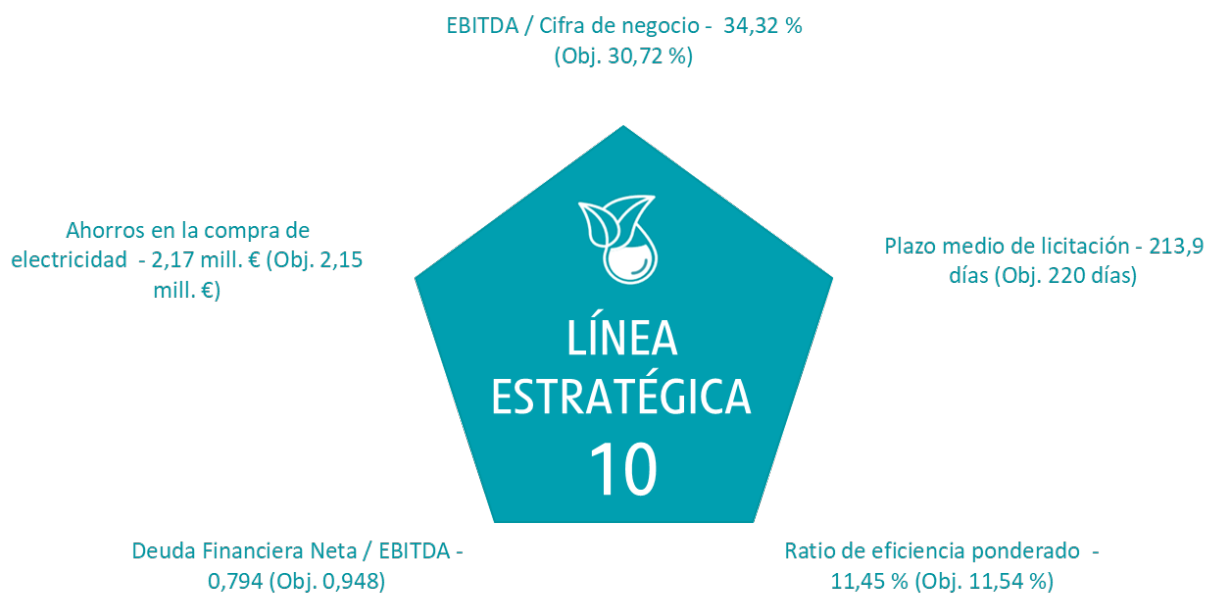 EBITDA / Cifra de negocio - 34,32 %
(Obj. 30,72 %)
Ahorros en la compra de
electricidad - 2,17 mill. € (Obj. 2,15
mill. €)
Plazo medio de licitación - 213,9
días (Obj. 220 días)
LÍNEA
ESTRATÉGICA
10
Deuda Financiera Neta / EBITDA -
0,794 (Obj. 0,948)
Ratio de eficiencia ponderado -
11,45 % (Obj. 11,54 %)